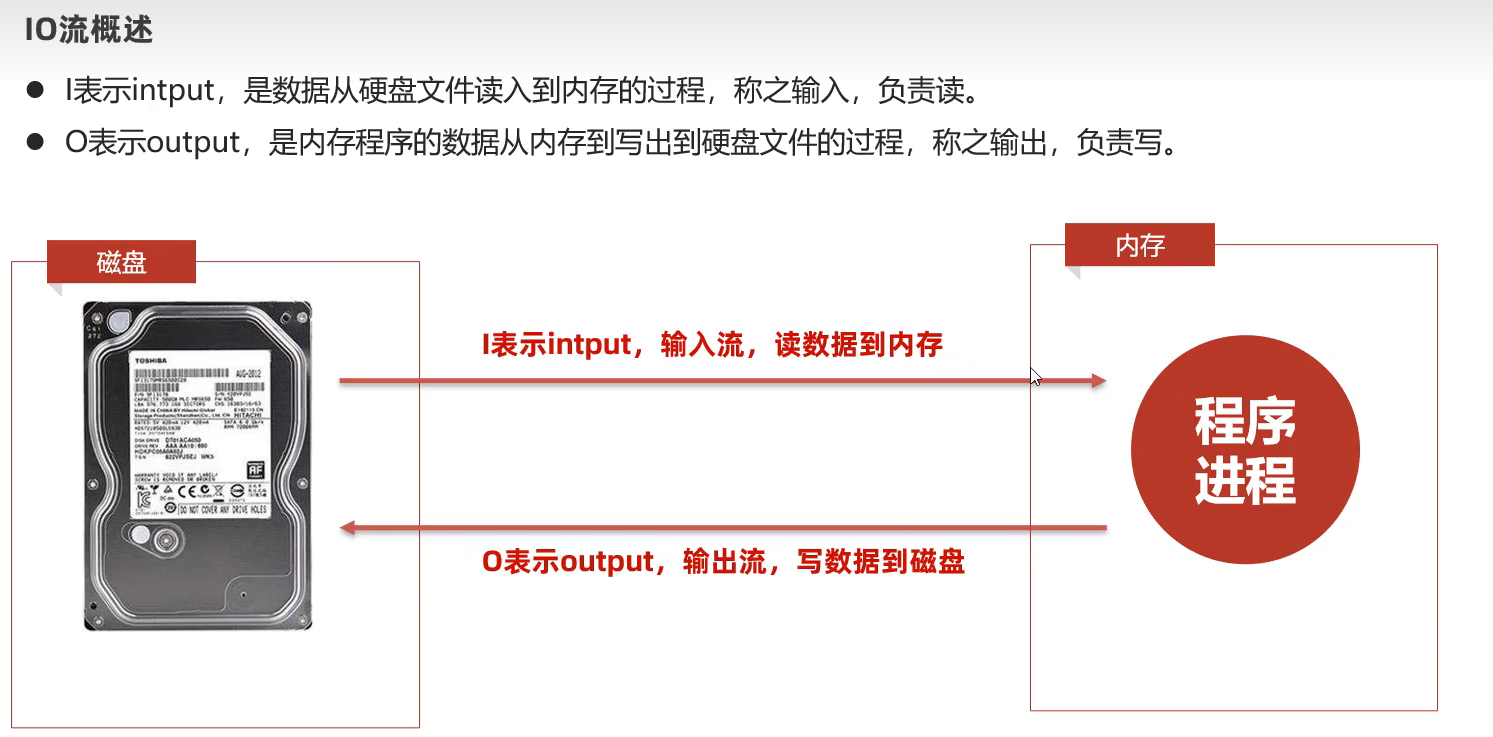 IO流概述
● I表示intput，是数据从硬盘文件读入到内存的过程，称之输入，负责读。
● O表示output，是内存程序的数据从内存到写出到硬盘文件的过程，称之输出，负责写。
磁盘
内存
TOSHIBA
AUG-2012
I表示intput，输入流，读数据到内存
程序
进程
DO NOT COVER ANY DRIVE HOLES
O表示output，输出流，写数据到磁盘